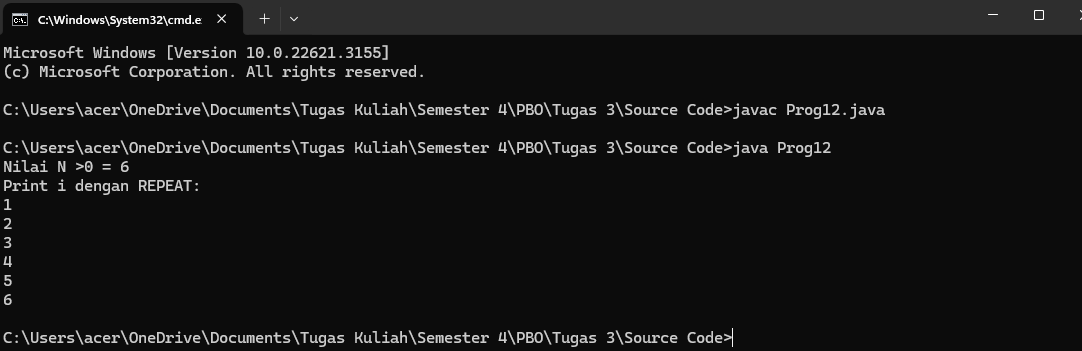 C:\Windows\System32\cmd.e
Microsoft Windows [Version 10.0.22621.3155]
(c) Microsoft Corporation. All rights reserved.
C:\Users\acer\OneDrive\Documents\Tugas Kuliah\Semester 4\PBO\Tugas 3\Source Code>javac Prog12.java
C:\Users\acer\OneDrive\Documents\Tugas Kuliah\Semester 4\PBO\Tugas 3\Source Code>java Prog12
Nilai N >0 = 6
Print i dengan REPEAT:
1
2
3
4
5
6
C:\Users\acer\OneDrive\Documents\Tugas Kuliah\Semester 4\PBO\Tugas 3\Source Code>